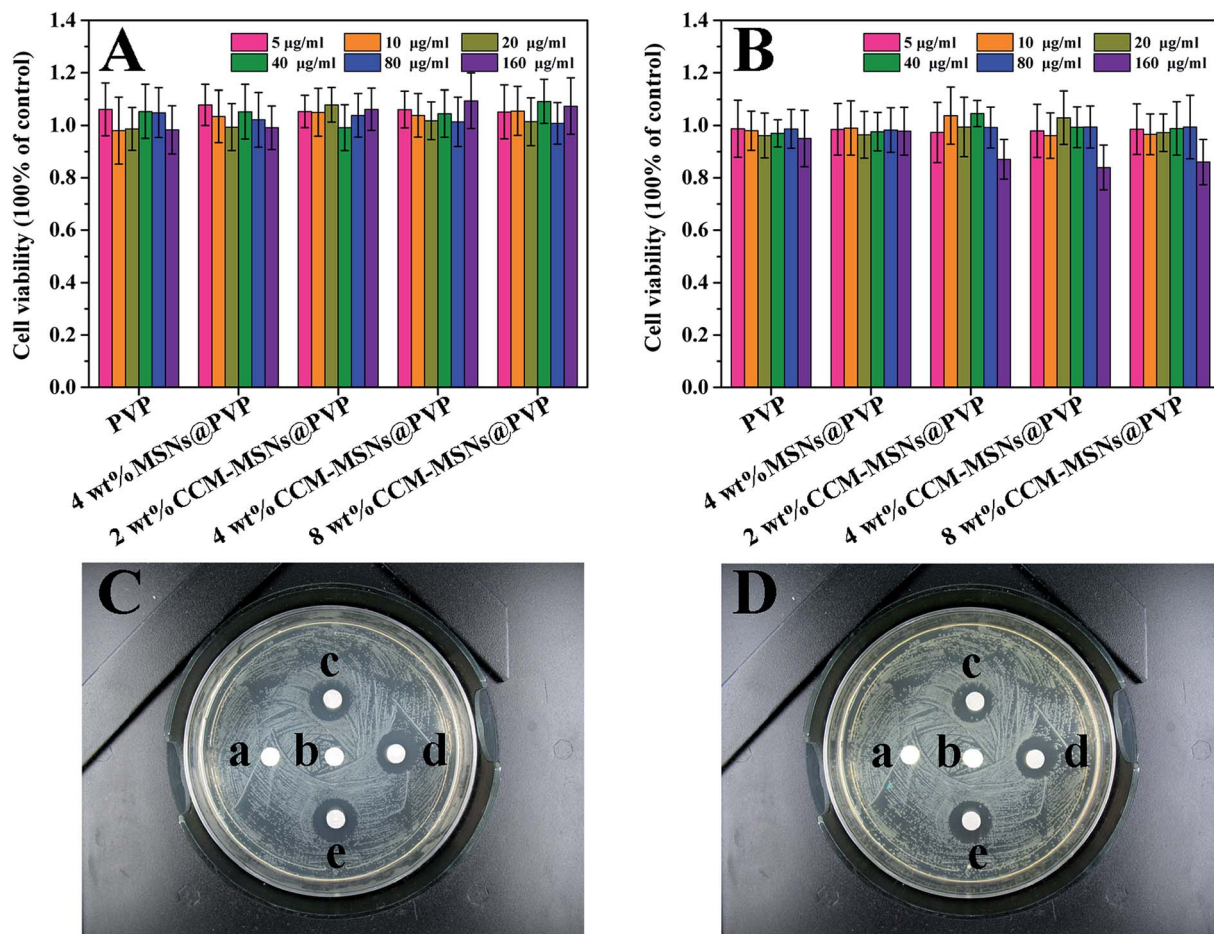 A
Cell viability (100% of control)
1.4
1.2
1.0
0.8
0.6
0.4
0.2
0.0
5 μg/ml 10 μg/ml 20 μg/ml
40 μg/ml 80 μg/ml 160 μg/ml
PVP
4 wt%MSNs@PVP
2 wt%CCM-MSNs@PVP
4 wt%CCM-MSNs@PVP
8 wt%CCM-MSNs@PVP
B
Cell viability (100% of control)
1.4
1.2
1.0
0.8
0.6
0.4
0.2
0.0
5 μg/ml 10 μg/ml 20 μg/ml
40 μg/ml 80 μg/ml 160 μg/ml
PVP
4 wt%MSNs@PVP
2 wt%CCM-MSNs@PVP
4 wt%CCM-MSNs@PVP
8 wt%CCM-MSNs@PVP
C
c
a b d
e
D
c
a b d
e